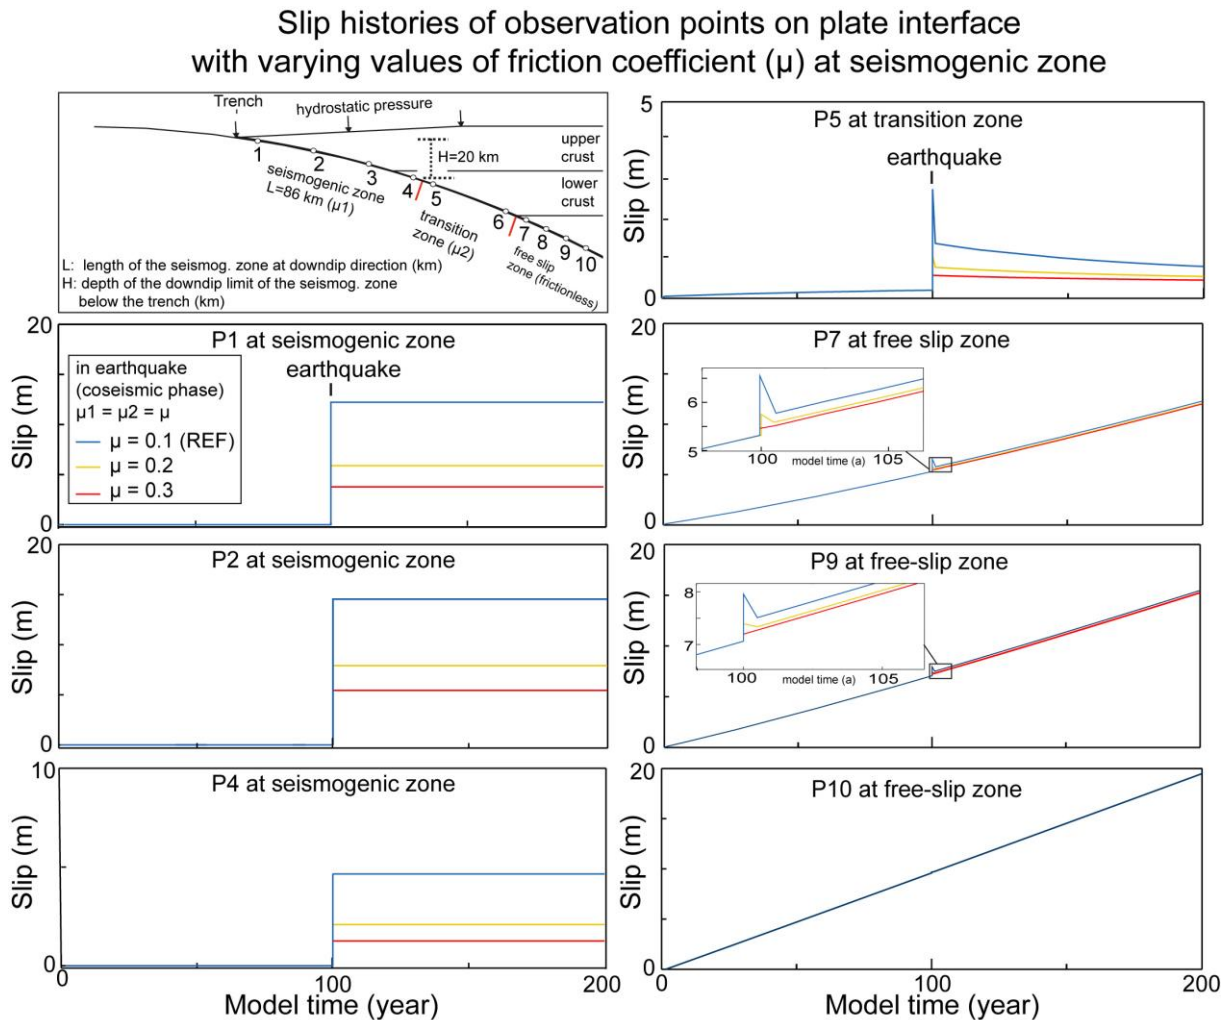 Slip histories of observation points on plate interface
with varying values of friction coefficient (μ) at seismogenic zone
Trench
hydrostatic pressure
upper
crust
H=20 km
lower
crust
1
2
3
4
5
6
7
8
9
10
seismogenic zone
L=86 km (μ1)
transition
zone (μ2)
free slip
zone (frictionless)
L: length of the seismog. zone at downdip direction (km)
H: depth of the downdip limit of the seismog. zone
below the trench (km)
5
P5 at transition zone
earthquake
Slip (m)
0
20
P1 at seismogenic zone
in earthquake
(coseismic phase)
μ1 = μ2 = μ
μ = 0.1 (REF)
μ = 0.2
μ = 0.3
earthquake
Slip (m)
0
20
P7 at free slip zone
6
5
100
105
model time (a)
Slip (m)
0
20
P2 at seismogenic zone
Slip (m)
0
20
P9 at free-slip zone
8
7
100
105
model time (a)
Slip (m)
0
10
P4 at seismogenic zone
Slip (m)
0
0
100
200
Model time (year)
20
P10 at free-slip zone
Slip (m)
0
0
100
200
Model time (year)